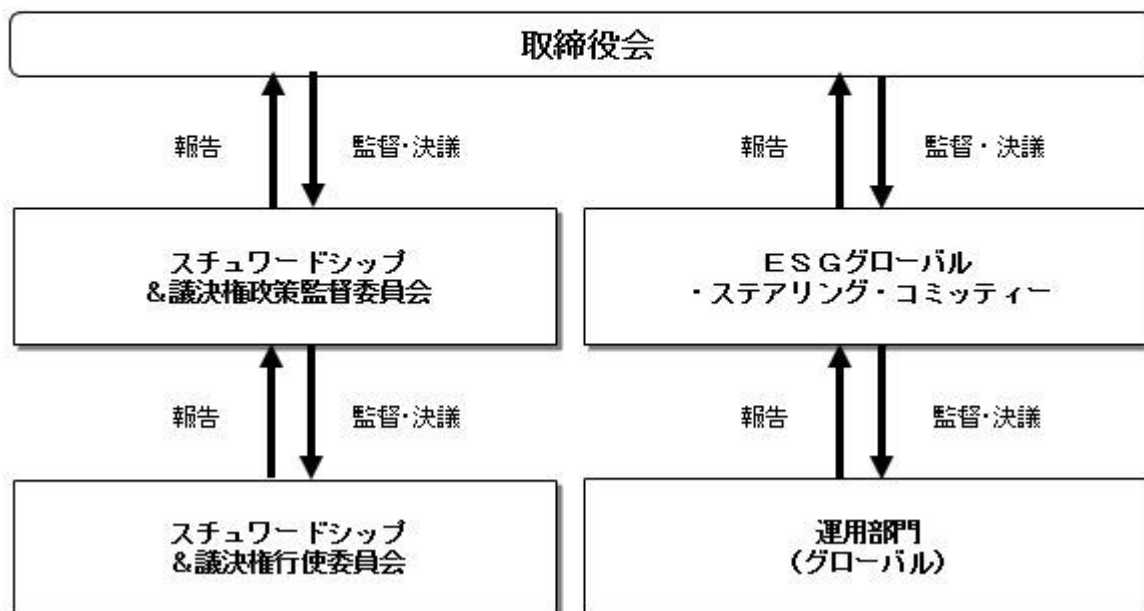 取締役会
報告
監督・決議
報告
監督・決議
スチュワードシップ
&議決権政策監督委員会
ESGグローバル
・ステアリング・コミッティー
報告
監督・決議
報告
監督・決議
スチュワードシップ
&議決権行使委員会
運用部門
(グローバル)